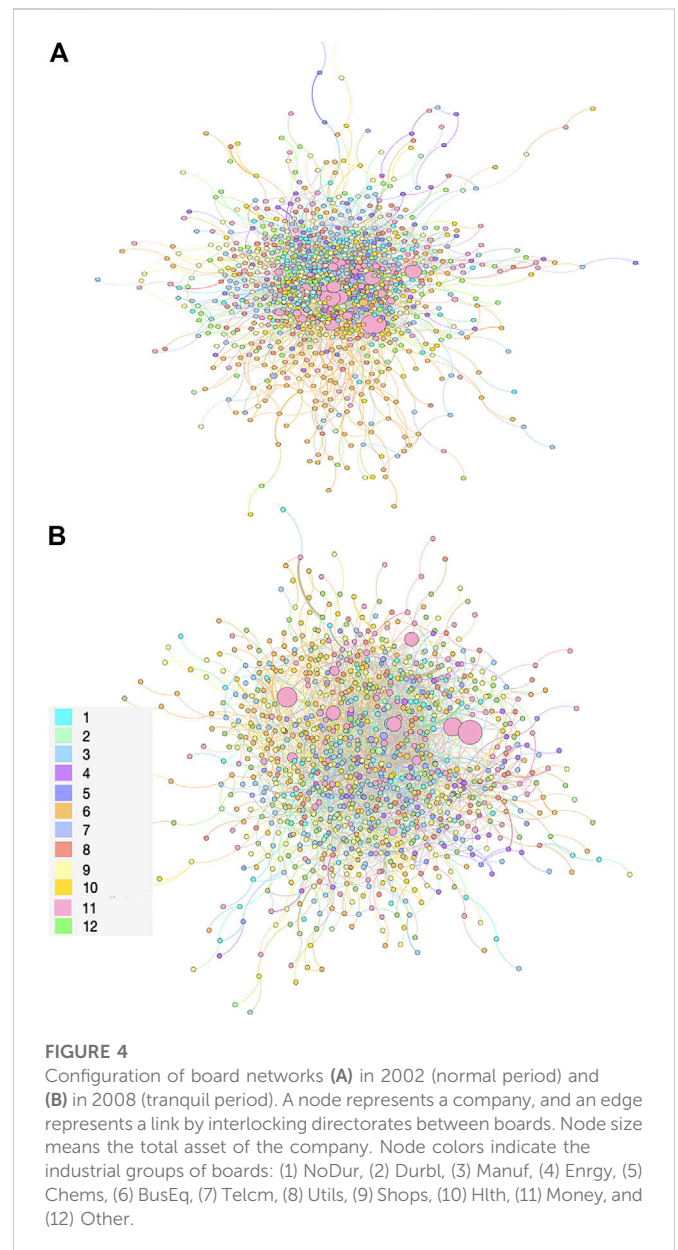 A
B
1
2
3
4
5
6
7
8
9
10
11
12
FIGURE 4
Configuration of board networks (A) in 2002 (normal period) and
(B) in 2008 (tranquil period). A node represents a company, and an edge
represents a link by interlocking directorates between boards. Node size
means the total asset of the company. Node colors indicate the
industrial groups of boards: (1) NoDur, (2) Durbl, (3) Manuf, (4) Enrgy, (5)
Chems, (6) BusEq, (7) Telcm, (8) Utils, (9) Shops, (10) Hlth, (11) Money, and
(12) Other.